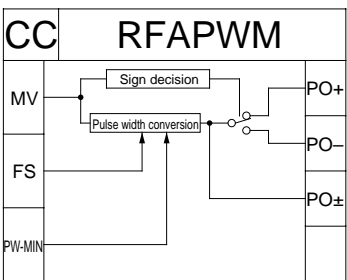 CC RFAPWM
Sign decision
MV
PO+
Pulse width conversion
PO–
FS
PO±
PW-MIN